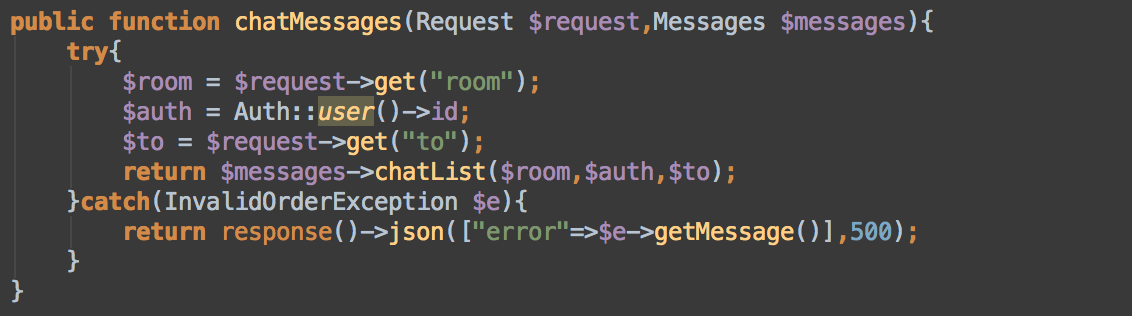 public function chatMessages(Request $request,Messages $messages){
try{
$room = $request->get("room");
$auth = Auth::user()->id;
$to = $request->get("to");
return $messages->chatList($room,$auth,$to);
}catch(InvalidOrderException $e){
return response()->json(["error"=>$e->getMessage()],500);
}
}